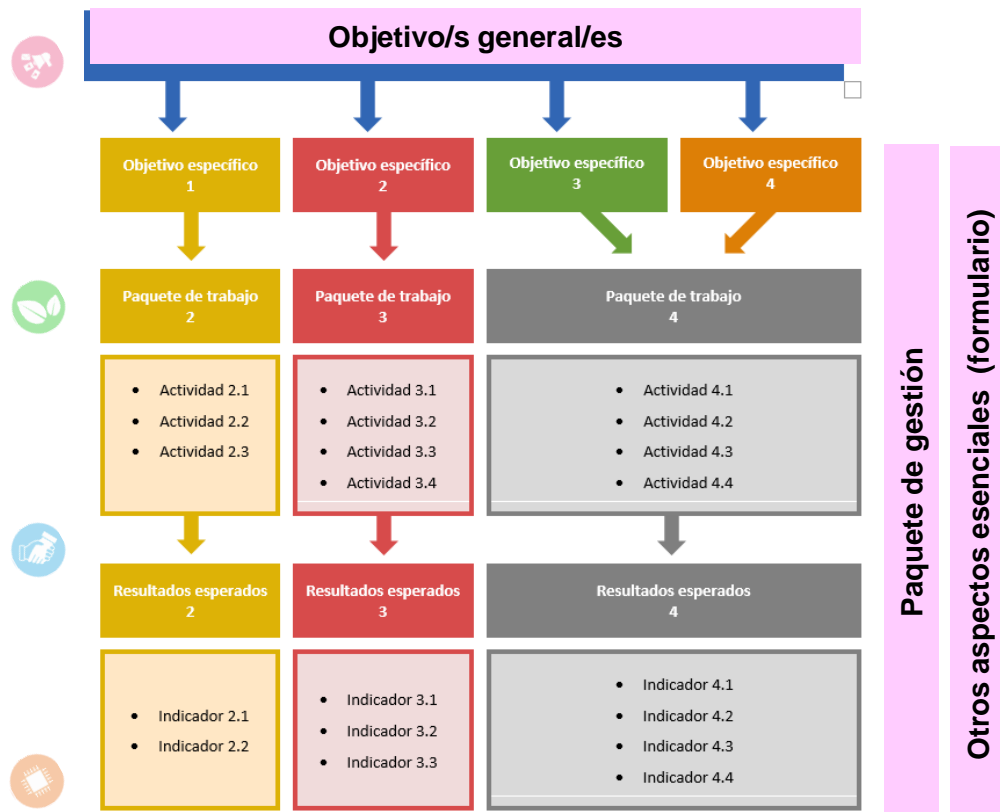 Objetivo/s general/es
Objetivo específico
1
Objetivo específico
2
Objetivo específico
3
Objetivo específico
4
Paquete de trabajo
2
Paquete de trabajo
3
Paquete de trabajo
4
• Actividad 2.1
• Actividad 2.2
• Actividad 2.3
• Actividad 3.1
• Actividad 3.2
• Actividad 3.3
• Actividad 3.4
• Actividad 4.1
• Actividad 4.2
• Actividad 4.3
• Actividad 4.4
Resultados esperados
2
Resultados esperados
3
Resultados esperados
4
• Indicador 2.1
• Indicador 2.2
• Indicador 3.1
• Indicador 3.2
• Indicador 3.3
• Indicador 4.1
• Indicador 4.2
• Indicador 4.3
• Indicador 4.4
Paquete de gestión
Otros aspectos esenciales (formulario)